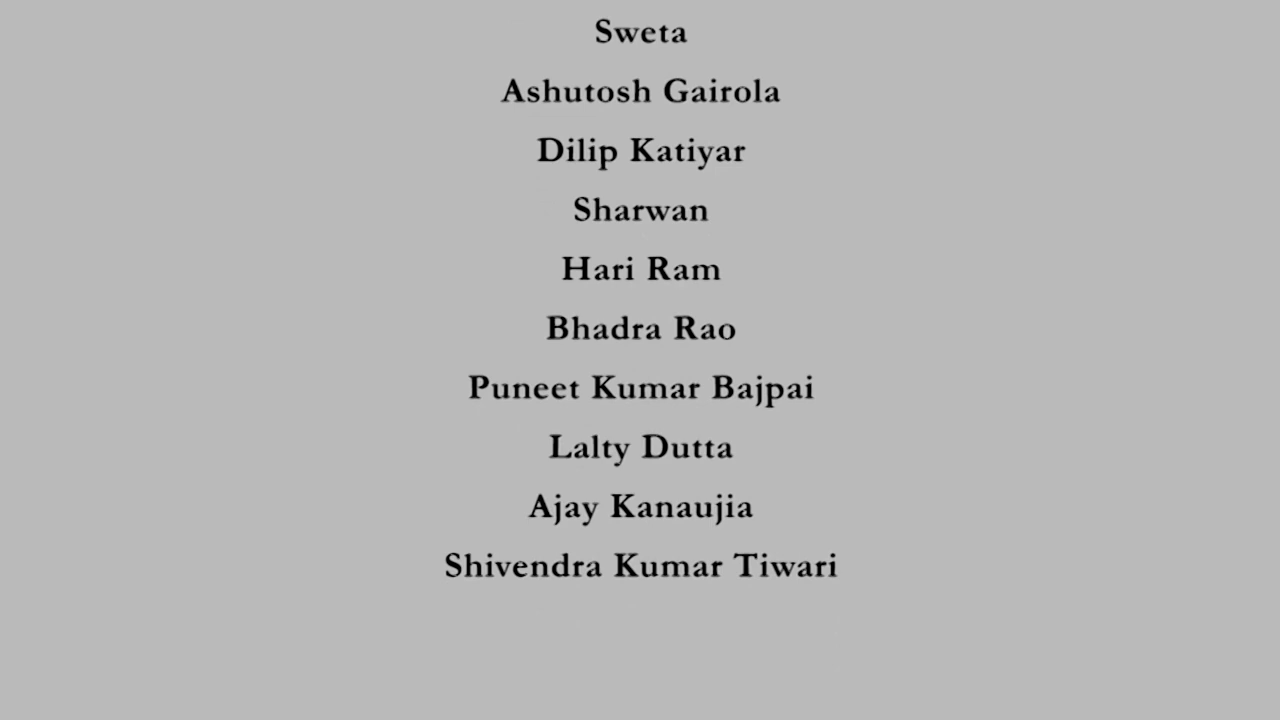 Sweta
Ashutosh Gairola
Dilip Katiyar
Sharwan
Hari Ram
Bhadra Rao
Puneet Kumar Bajpai
Lalty Dutta
Ajay Kanaujia
Shivendra Kumar Tiwari